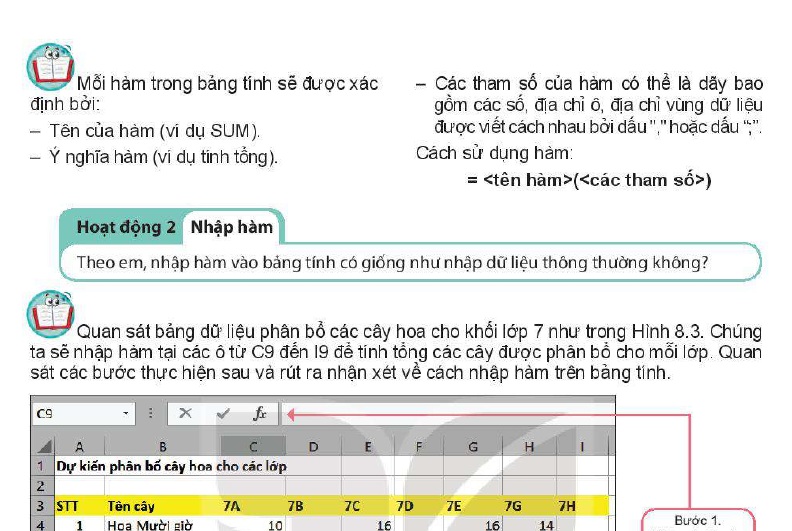 Mỗi hàm trong bảng tính sẽ được xác
định bởi:
– Tên của hàm (ví dụ SUM).
– Ý nghĩa hàm (ví dụ tính tổng).
– Các tham số của hàm có thể là dãy bao
gồm các số, địa chỉ ô, địa chỉ vùng dữ liệu
được viết cách nhau bởi dấu "," hoặc dấu ";".
Cách sử dụng hàm:
= <tên hàm>(<các tham số>)
Hoạt động 2 Nhập hàm
Theo em, nhập hàm vào bảng tính có giống như nhập dữ liệu thông thường không?
Quan sát bảng dữ liệu phân bổ các cây hoa cho khối lớp 7 như trong Hình 8.3. Chúng
ta sẽ nhập hàm tại các ô từ C9 đến I9 để tính tổng các cây được phân bổ cho mỗi lớp. Quan
sát các bước thực hiện sau và rút ra nhận xét về cách nhập hàm trên bảng tính.
C9 fx
A B C D E F G H I
1 Dự kiến phân bổ cây hoa cho các lớp
2
3 STT Tên cây 7A 7B 7C 7D 7E 7G 7H
4 1 Hoa Mười giờ 10 16 16 14
Bước 1.